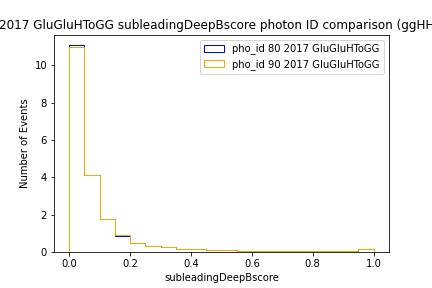 2017 GluGluHToGG subleadingDeepBscore photon ID comparison (ggHH
pho_id 80 2017 GluGluHToGG
pho_id 90 2017 GluGluHToGG
Number of Events
10
8
6
4
2
0
0.0 0.2 0.4 0.6 0.8 1.0
subleadingDeepBscore